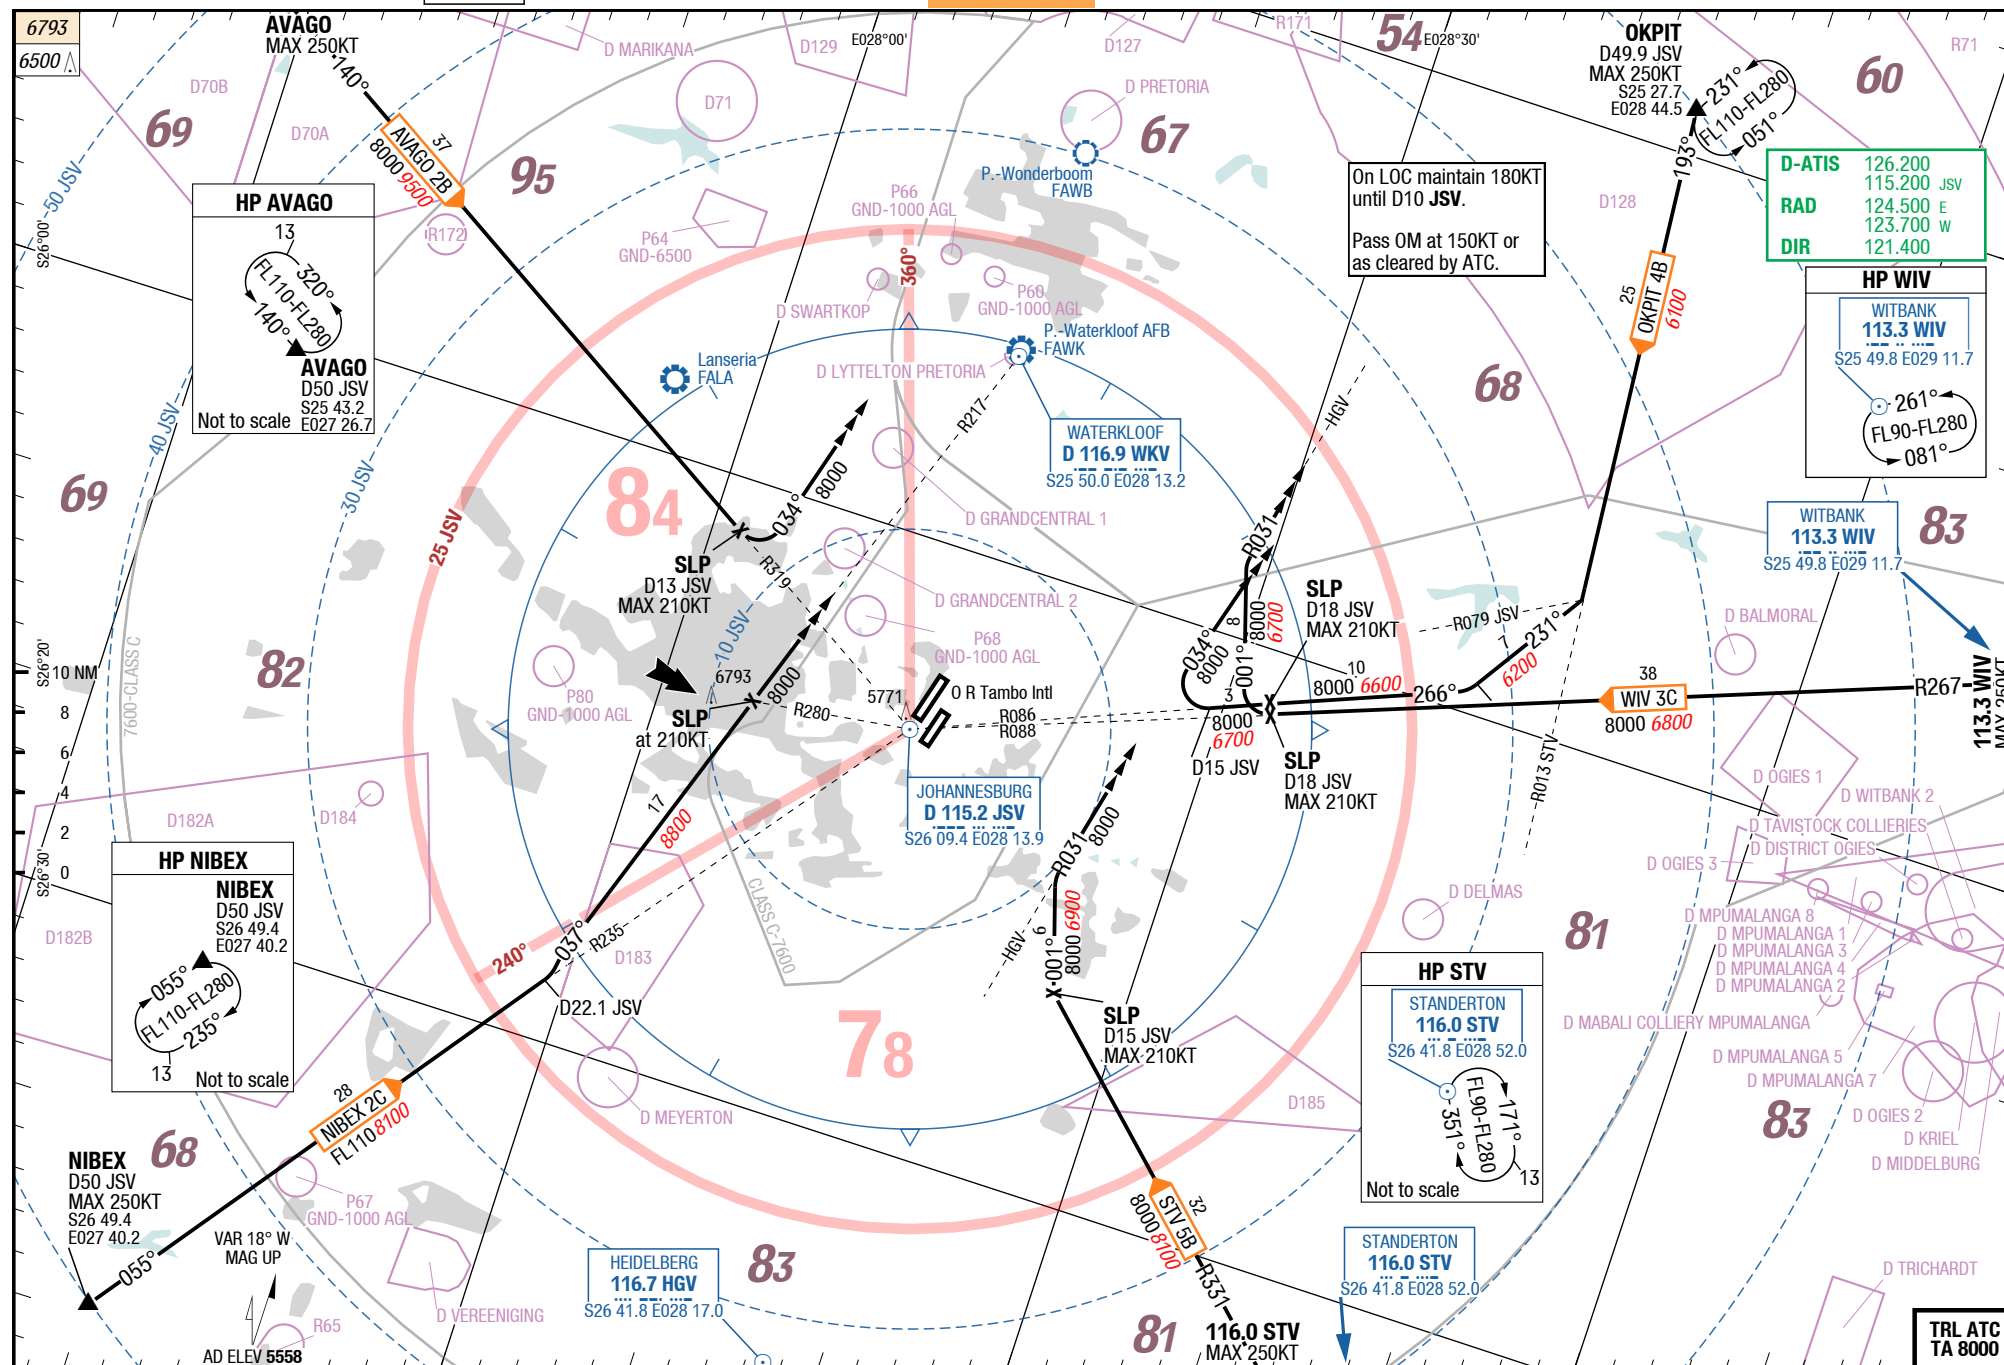 6793
6500
AVAGO
MAX 250KT
140°
D70B
D70A
69
D MARIKANA
D129
E028°00'
D71
D127
D PRETORIA
R171
54
E028°30'
OKPIT
D49.9 JSV
MAX 250KT
S25 27.7
E028 44.5
231°
FL110-FL280
051°
193°
60
R71
67
95
50 JSV
S26°00'
37
AVAGO 2B
8000 9500
R172
P64
GND-6500
P66
GND-1000 AGL
P.-Wonderboom
FAWB
360°
D SWARTKOP
P60
GND-1000 AGL
P.-Waterkloof AFB
FAWK
D LYTTELTON PRETORIA
Lanseria
FALA
On LOC maintain 180KT
until D10 JSV.
Pass OM at 150KT or
as cleared by ATC.
D128
D-ATIS 126.200
115.200 JSV
RAD 124.500 E
123.700 W
DIR 121.400
25
OKPIT 4B
6100
HP WIV
WITBANK
113.3 WIV
S25 49.8 E029 11.7
261°
FL90-FL280
081°
HP AVAGO
13
320°
FL110-FL280
140°
AVAGO
D50 JSV
S25 43.2
E027 26.7
Not to scale
40 JSV
30 JSV
69
25 JSV
84
R217
HGV
68
WATERKLOOF
D 116.9 WKV
S25 50.0 E028 13.2
D GRANDCENTRAL 1
034°
8000
SLP
D13 JSV
MAX 210KT
R319
D GRANDCENTRAL 2
P68
GND-1000 AGL
10 JSV
R031
8000
6700
8
034°
8000
001°
SLP
D18 JSV
MAX 210KT
R079 JSV
231°
7
6200
WITBANK
113.3 WIV
S25 49.8 E029 11.7
83
D BALMORAL
S26°20'
10 NM
8
6
4
2
0
S26°30'
7600-CLASS C
82
P80
GND-1000 AGL
6793
8000
SLP
at 210KT
R280
5771
O R Tambo Intl
R086
R088
3
8000
6700
10
8000 6600
266°
38
WIV 3C
8000 6800
R267
113.3 WIV
MAX 250KT
D15 JSV
SLP
D18 JSV
MAX 210KT
R013 STV
17
8800
JOHANNESBURG
D 115.2 JSV
S26 09.4 E028 13.9
R031
8000
D182A
D184
D182B
HP NIBEX
NIBEX
D50 JSV
S26 49.4
E027 40.2
055°
FL110-FL280
235°
13
Not to scale
037°
R235
240°
D183
D22.1 JSV
CLASS C-7600
HGV
9
001°
8000 6900
SLP
D15 JSV
MAX 210KT
78
D OGIES 1
D WITBANK 2
D TAVISTOCK COLLIERIES
D DISTRICT OGIES
D OGIES 3
D DELMAS
81
D MPUMALANGA 8
D MPUMALANGA 1
D MPUMALANGA 3
D MPUMALANGA 4
D MPUMALANGA 2
D MABALI COLLIERY MPUMALANGA
D MPUMALANGA 5
D MPUMALANGA 7
D OGIES 2
D KRIEL
D MIDDELBURG
83
HP STV
STANDERTON
116.0 STV
S26 41.8 E028 52.0
FL90-FL280
171°
351°
13
Not to scale
D MEYERTON
D185
28
NIBEX 2C
FL110 8100
68
NIBEX
D50 JSV
MAX 250KT
S26 49.4
E027 40.2
055°
P67
GND-1000 AGL
VAR 18° W
MAG UP
D VEREENIGING
R65
AD ELEV 5558
HEIDELBERG
116.7 HGV
S26 41.8 E028 17.0
83
32
STV 5B
8000 8100
R331
81
116.0 STV
MAX 250KT
STANDERTON
116.0 STV
S26 41.8 E028 52.0
D TRICHARDT
TRL ATC
TA 8000